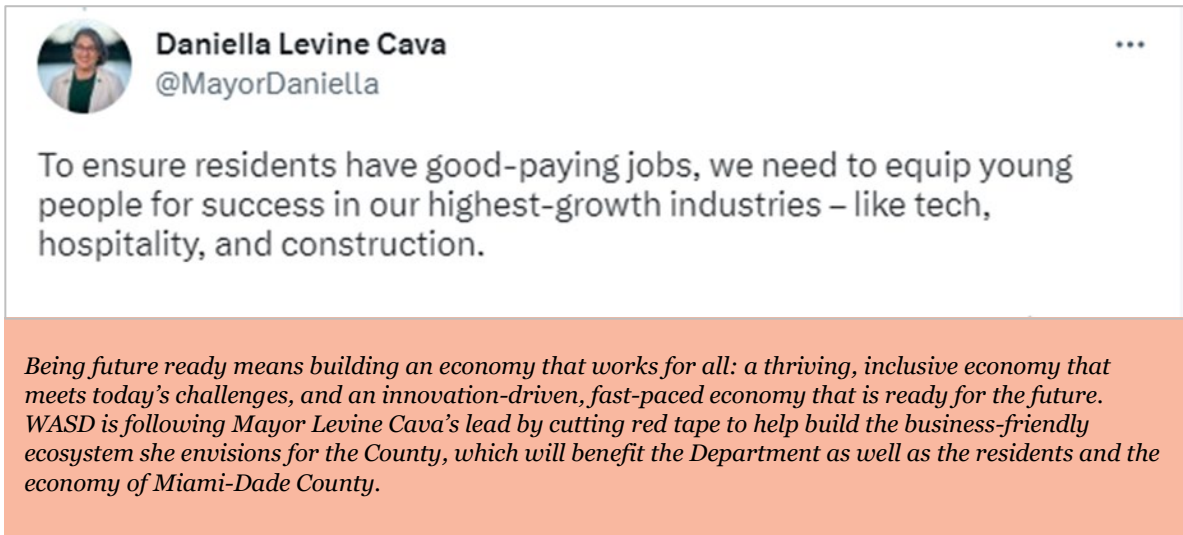 Daniella Levine Cava
@MayorDaniella
To ensure residents have good-paying jobs, we need to equip young
people for success in our highest-growth industries – like tech,
hospitality, and construction.
Being future ready means building an economy that works for all: a thriving, inclusive economy that
meets today’s challenges, and an innovation-driven, fast-paced economy that is ready for the future.
WASD is following Mayor Levine Cava’s lead by cutting red tape to help build the business-friendly
ecosystem she envisions for the County, which will benefit the Department as well as the residents and the
economy of Miami-Dade County.